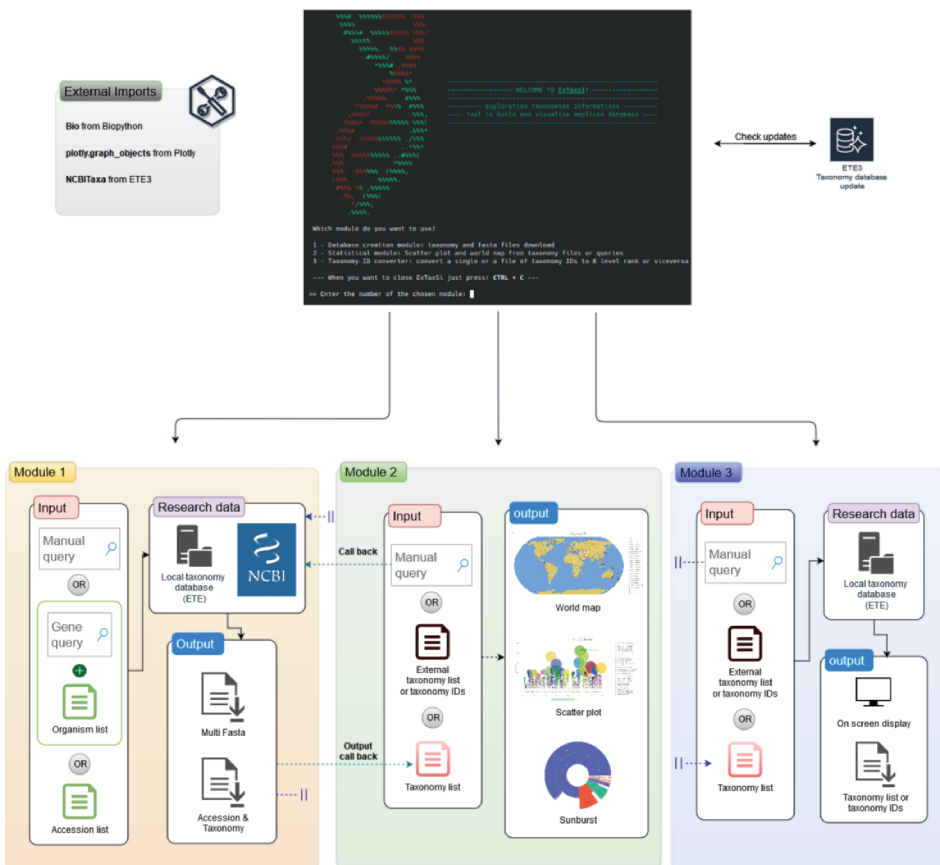 External Imports
Bio from Biopython
plotly.graph_objects from Plotly
NCBITaxa from ETE3
WELCOME TO ExTaxsI!
Exploration Taxonomies Informations
Tool to build and visualize amplicon database
Which module do you want to use?
1 - Database creation module: taxonomy and fasta files download
2 - Statistical module: Scatter plot and world map from taxonomy files or queries
3 - Taxonomy ID converter: convert a single or a file of taxonomy IDs to 6 level rank or viceversa
--- When you want to close ExTaxSI just press: CTRL + C ---
>> Enter the number of the chosen module:
Check updates
ETE3
Taxonomy database
update
Module 1
Input
Manual
query
OR
Gene
query
Organism list
OR
Accession list
Research data
Local taxonomy
database
(ETE)
NCBI
Output
Multi Fasta
Accession &
Taxonomy
Call back
Output
call back
Module 2
Input
Manual
query
OR
External
taxonomy list
or taxonomy IDs
OR
Taxonomy list
output
World map
Scatter plot
Sunburst
Module 3
Input
Manual
query
OR
External
taxonomy list
or taxonomy IDs
OR
Taxonomy list
Research data
Local taxonomy
database
(ETE)
output
On screen display
Taxonomy list or
taxonomy IDs